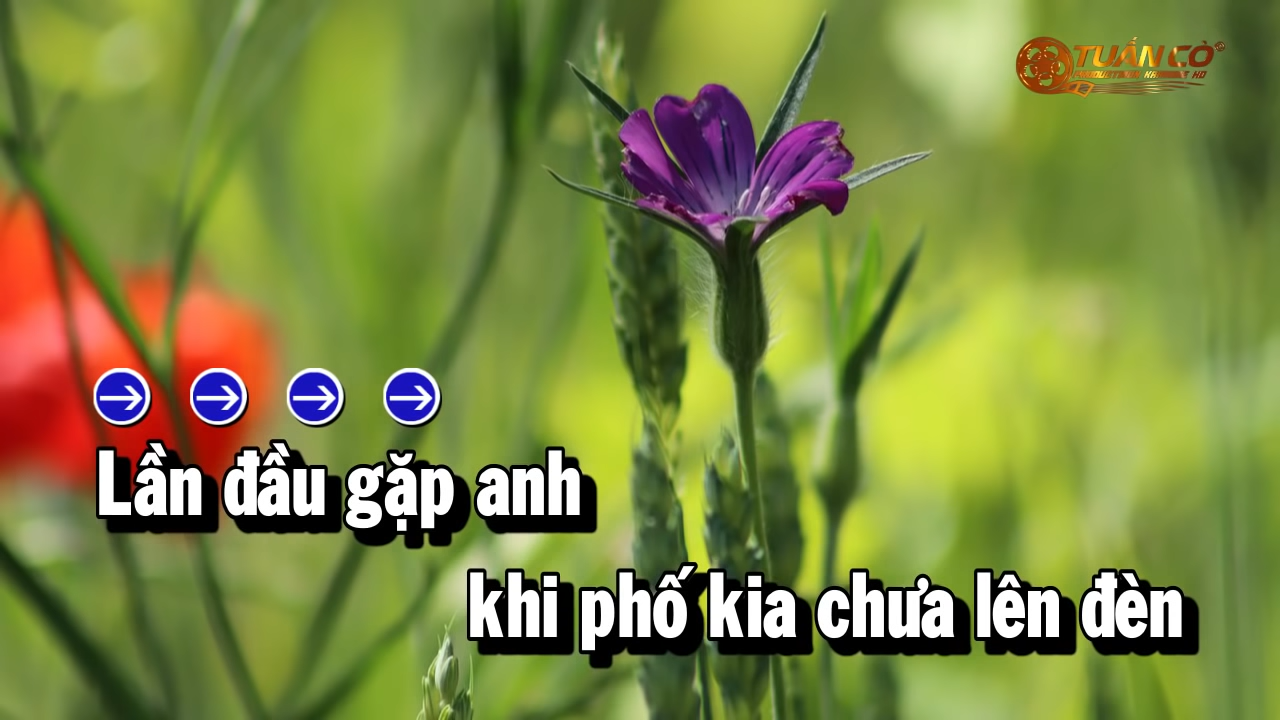 TUẤN CÒ
Lần đầu gặp anh
khi phố kia chưa lên đèn